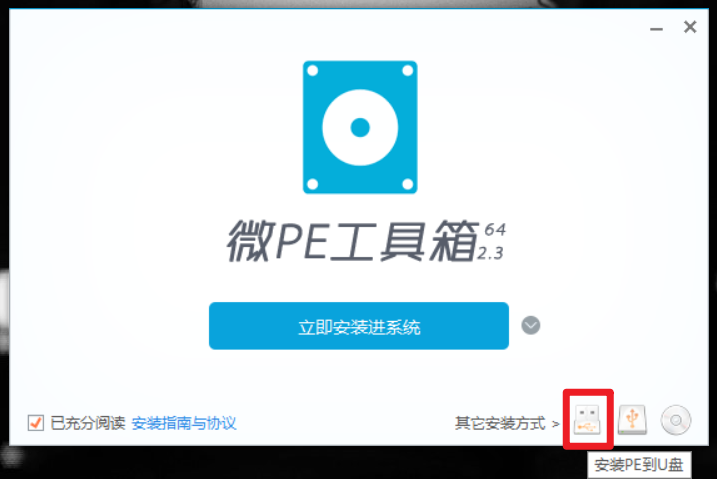 微PE工具箱 64
2.3
立即安装进系统
已充分阅读 安装指南与协议
其它安装方式 >
安装PE到U盘